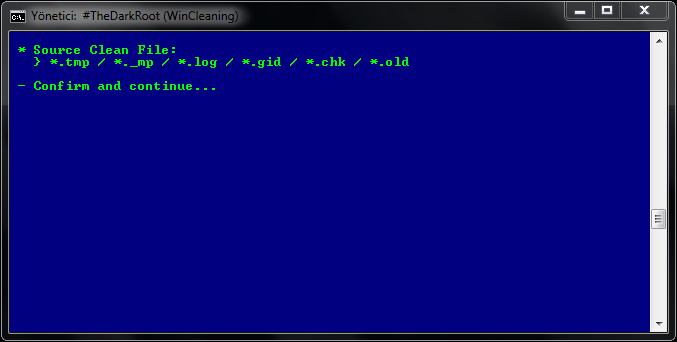 Yönetici: #TheDarkRoot (WinCleaning)
* Source Clean File:
} *.tmp / *._mp / *.log / *.gid / *.chk / *.old
- Confirm and continue...